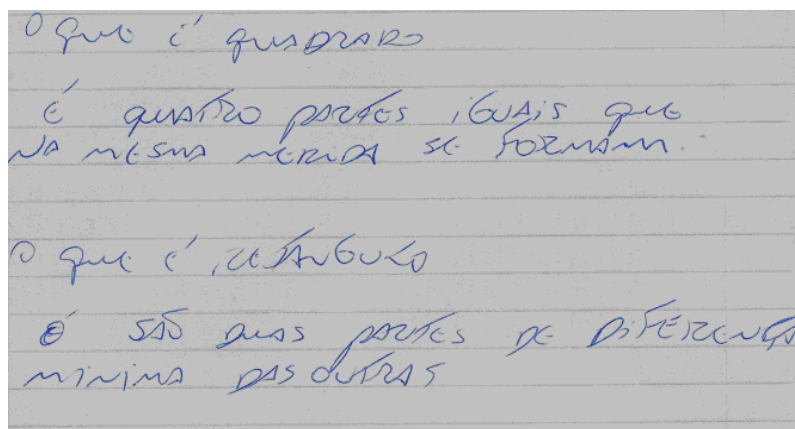 O que é quadrado
É quatro partes iguais que
na mesma medida se formam.
O que é retângulo
É são duas partes de diferença
minima das outras